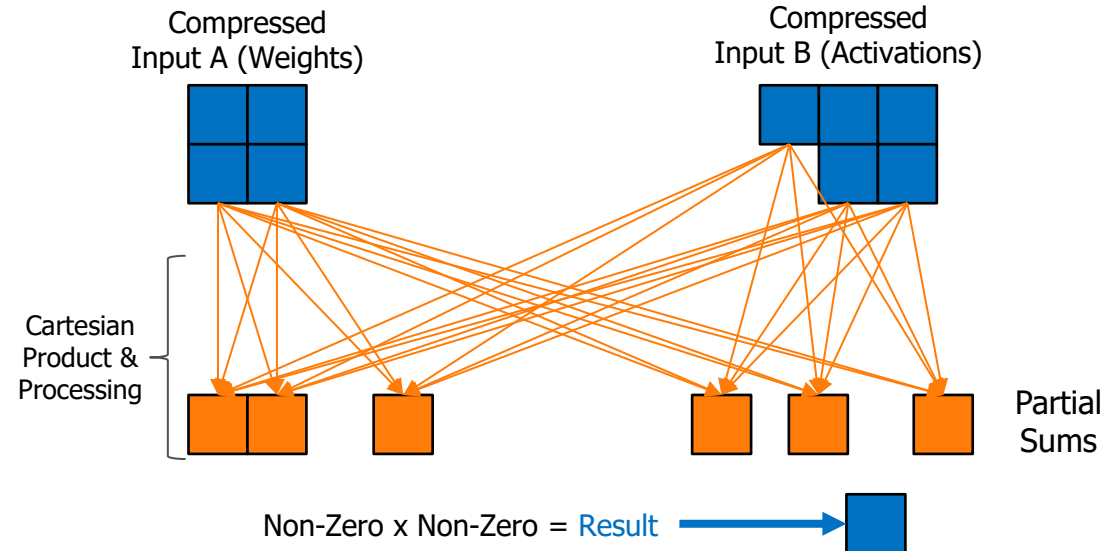 Compressed
Input A (Weights)
Compressed
Input B (Activations)
Cartesian
Product &
Processing
Partial
Sums
Non-Zero x Non-Zero = Result